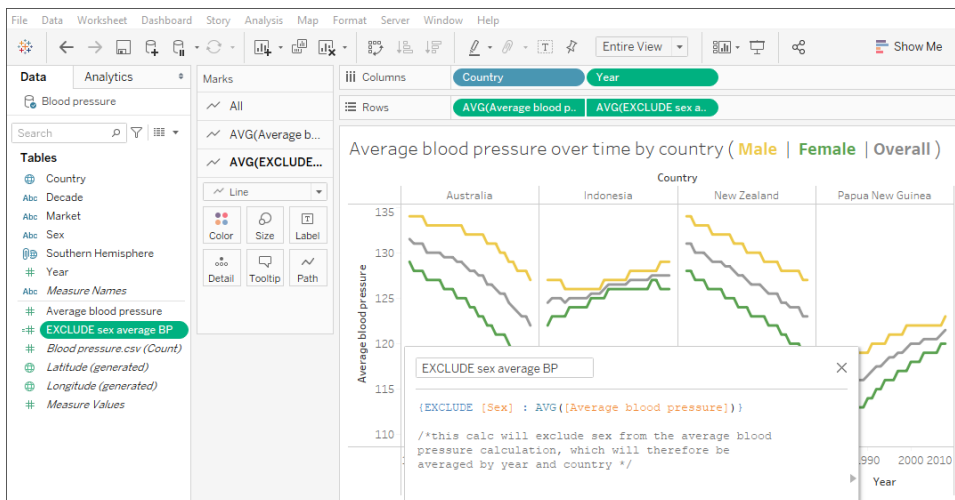 File Data Worksheet Dashboard Story Analysis Map Format Server Window Help
Entire View
Show Me
Data Analytics
Blood pressure
Search
Tables
Country
Abc Decade
Abc Market
Abc Sex
Southern Hemisphere
# Year
Abc Measure Names
# Average blood pressure
=# EXCLUDE sex average BP
# Blood pressure.csv (Count)
Latitude (generated)
Longitude (generated)
# Measure Values
Marks
All
AVG(Average b...
AVG(EXCLUDE...
Line
Color Size Label
Detail Tooltip Path
Columns Country Year
Rows AVG(Average blood p.. AVG(EXCLUDE sex a..
Average blood pressure over time by country ( Male | Female | Overall )
Country
Australia Indonesia New Zealand Papua New Guinea
Average blood pressure
135
130
125
120
115
110
EXCLUDE sex average BP
{EXCLUDE [Sex] : AVG([Average blood pressure])}
/*this calc will exclude sex from the average blood
pressure calculation, which will therefore be
averaged by year and country */
990 2000 2010
Year